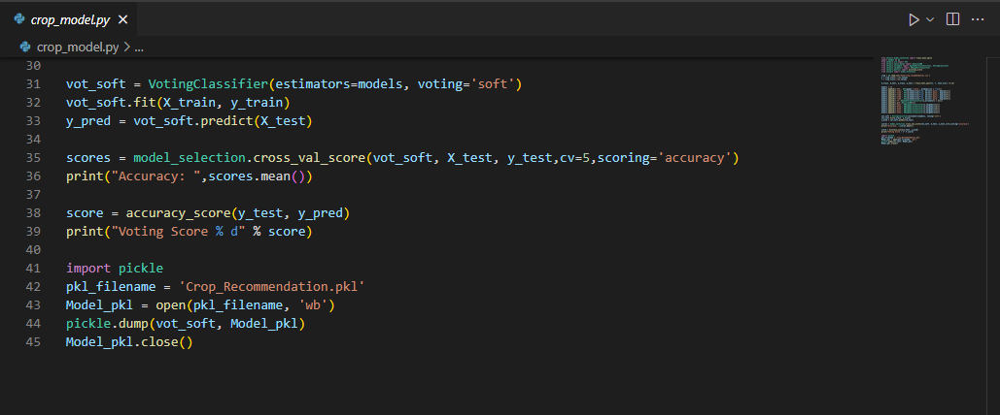 crop_model.py
crop_model.py > ...
30
31 vot_soft = VotingClassifier(estimators=models, voting='soft')
32 vot_soft.fit(X_train, y_train)
33 y_pred = vot_soft.predict(X_test)
34
35 scores = model_selection.cross_val_score(vot_soft, X_test, y_test,cv=5,scoring='accuracy')
36 print("Accuracy: ",scores.mean())
37
38 score = accuracy_score(y_test, y_pred)
39 print("Voting Score % d" % score)
40
41 import pickle
42 pkl_filename = 'Crop_Recommendation.pkl'
43 Model_pkl = open(pkl_filename, 'wb')
44 pickle.dump(vot_soft, Model_pkl)
45 Model_pkl.close()